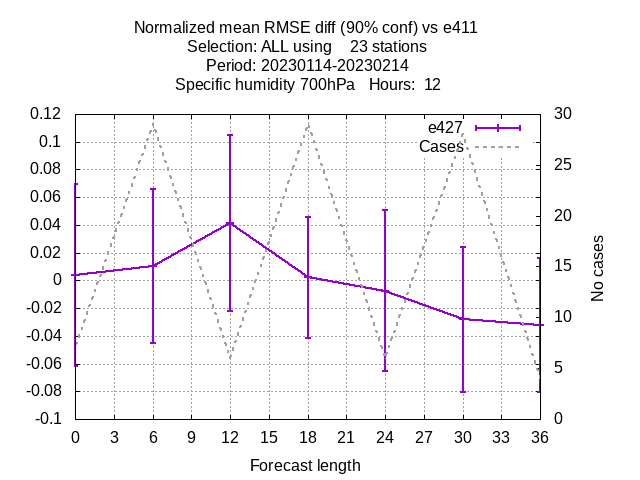 Normalized mean RMSE diff (90% conf) vs e411
Selection: ALL using    23 stations
Period: 20230114-20230214
Specific humidity 700hPa   Hours:  12
0.12
0.1
0.08
0.06
0.04
0.02
0
-0.02
-0.04
-0.06
-0.08
-0.1
e427
Cases
30
25
20
15
10
5
0
No cases
0 3 6 9 12 15 18 21 24 27 30 33 36
Forecast length